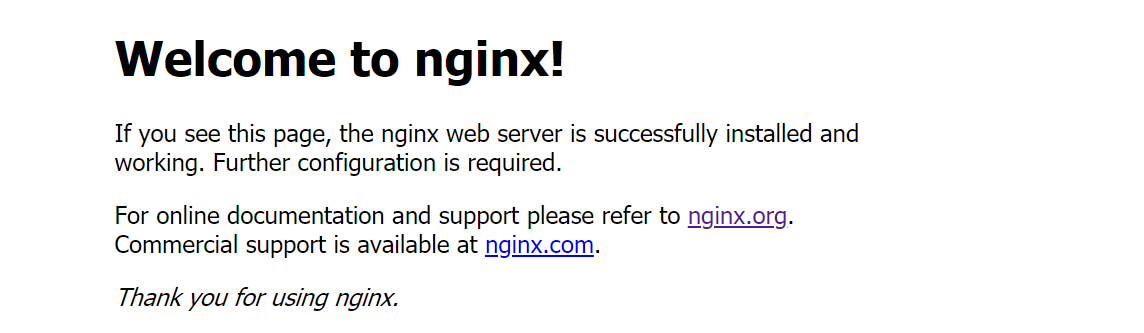 Welcome to nginx!
If you see this page, the nginx web server is successfully installed and
working. Further configuration is required.
For online documentation and support please refer to nginx.org.
Commercial support is available at nginx.com.
Thank you for using nginx.